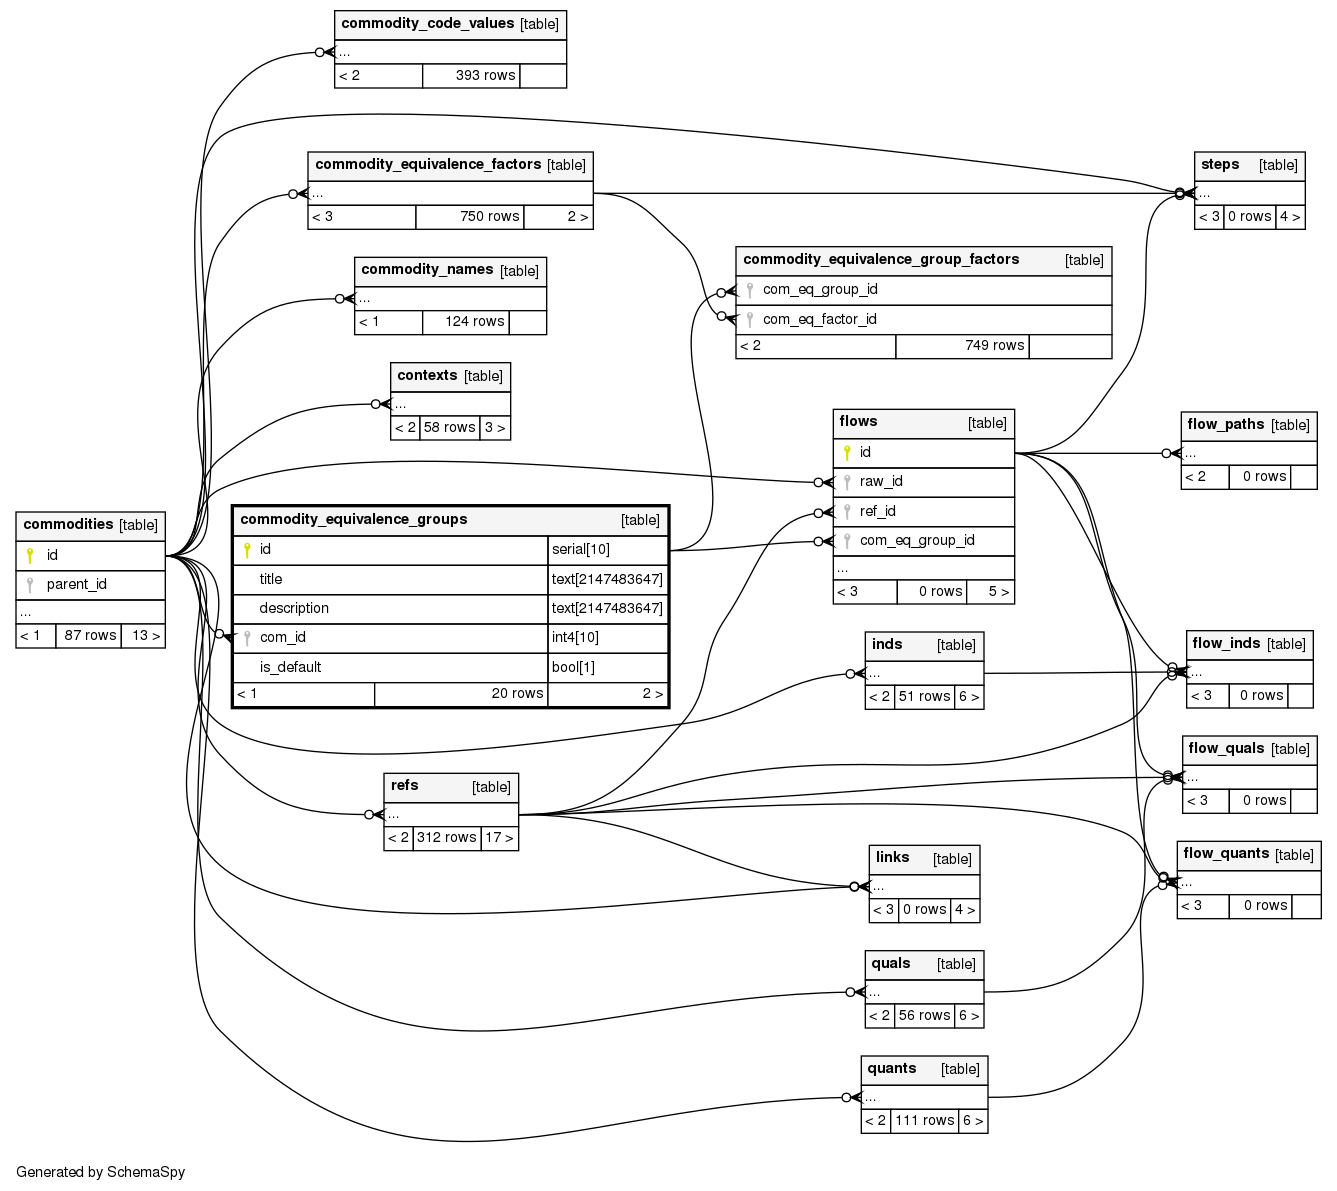 commodity_code_values [table]
...
< 2 393 rows
commodity_equivalence_factors [table]
...
< 3 750 rows 2 >
steps [table]
...
< 3 0 rows 4 >
commodity_names [table]
...
< 1 124 rows
commodity_equivalence_group_factors [table]
com_eq_group_id
com_eq_factor_id
< 2 749 rows
contexts [table]
...
< 2 58 rows 3 >
flows [table]
id
raw_id
ref_id
com_eq_group_id
...
< 3 0 rows 5 >
flow_paths [table]
...
< 2 0 rows
commodities [table]
id
parent_id
...
< 1 87 rows 13 >
commodity_equivalence_groups [table]
id serial[10]
title text[2147483647]
description text[2147483647]
com_id int4[10]
is_default bool[1]
< 1 20 rows 2 >
inds [table]
...
< 2 51 rows 6 >
flow_inds [table]
...
< 3 0 rows
flow_quals [table]
...
< 3 0 rows
refs [table]
...
< 2 312 rows 17 >
links [table]
...
< 3 0 rows 4 >
flow_quants [table]
...
< 3 0 rows
quals [table]
...
< 2 56 rows 6 >
quants [table]
...
< 2 111 rows 6 >
Generated by SchemaSpy